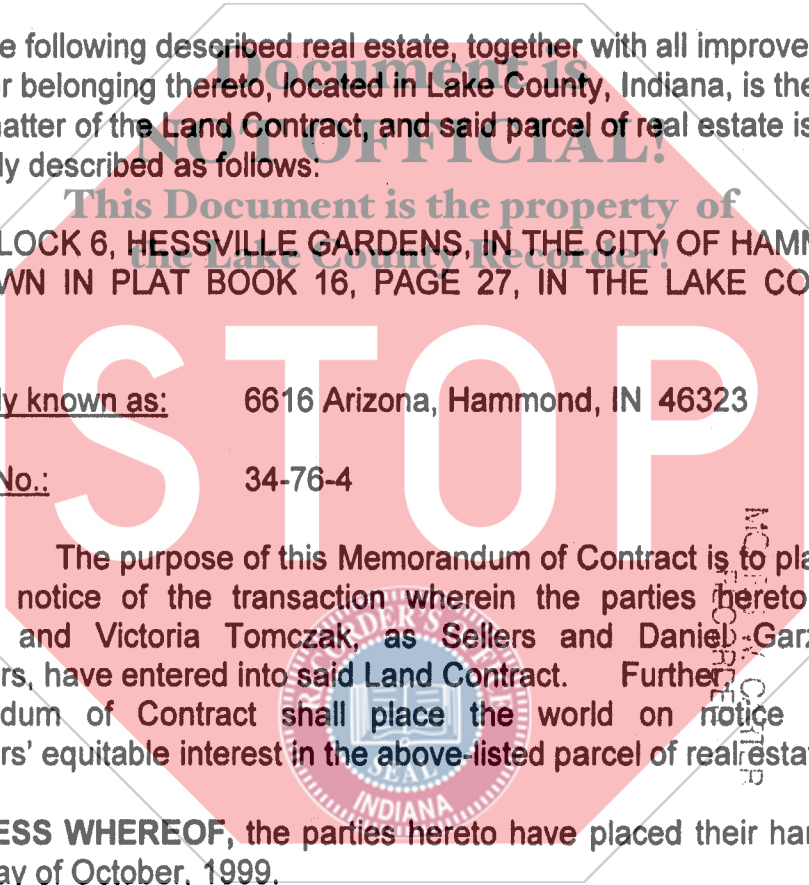 e following described real estate, together with all improve
r belonging thereto, located in Lake County, Indiana, is the
atter of the Land Contract, and said parcel of real estate is
ly described as follows:
Document is
NOT OFFICIAL!
This Document is the property of
the Lake County Recorder!
LOCK 6, HESSVILLE GARDENS, IN THE CITY OF HAMM
WN IN PLAT BOOK 16, PAGE 27, IN THE LAKE CO
STOP
ly known as: 6616 Arizona, Hammond, IN 46323
No.: 34-76-4
The purpose of this Memorandum of Contract is to pla
notice of the transaction wherein the parties hereto
and Victoria Tomczak, as Sellers and Daniel Garz
rs, have entered into said Land Contract. Further,
dum of Contract shall place the world on notice
rs' equitable interest in the above-listed parcel of real estat
RECORDER'S OFFICE
SEAL
INDIANA
ESS WHEREOF, the parties hereto have placed their han
ay of October, 1999.